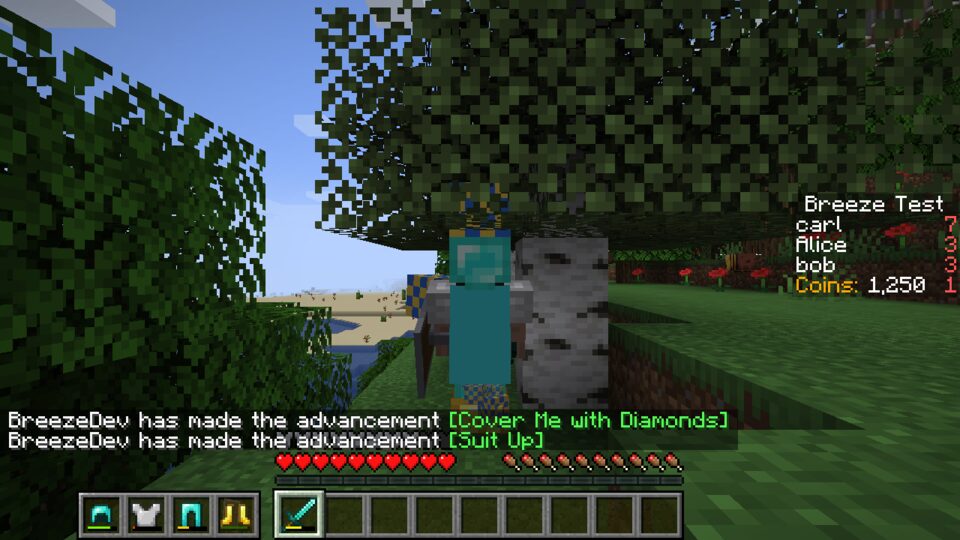 Breeze Test
carl 7
Alice 3
bob 3
Coins: 1,250 1
BreezeDev has made the advancement [Cover Me with Diamonds]
BreezeDev has made the advancement [Suit Up]